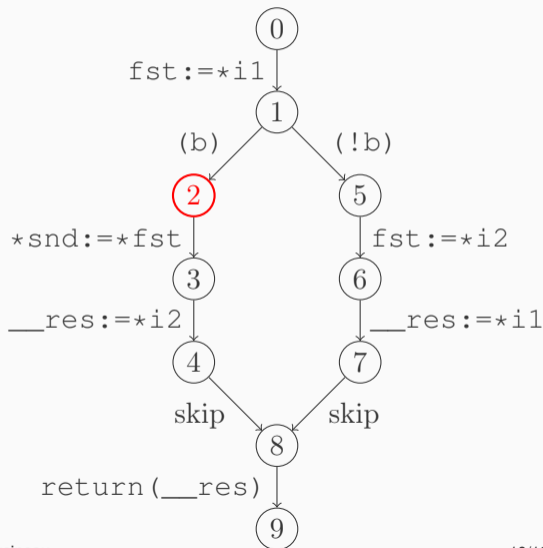 0
fst:=*i1
1
(b) (!b)
2 5
*snd:=*fst fst:=*i2
3 6
__res:=*i2 __res:=*i1
4 7
skip skip
8
return(__res)
9